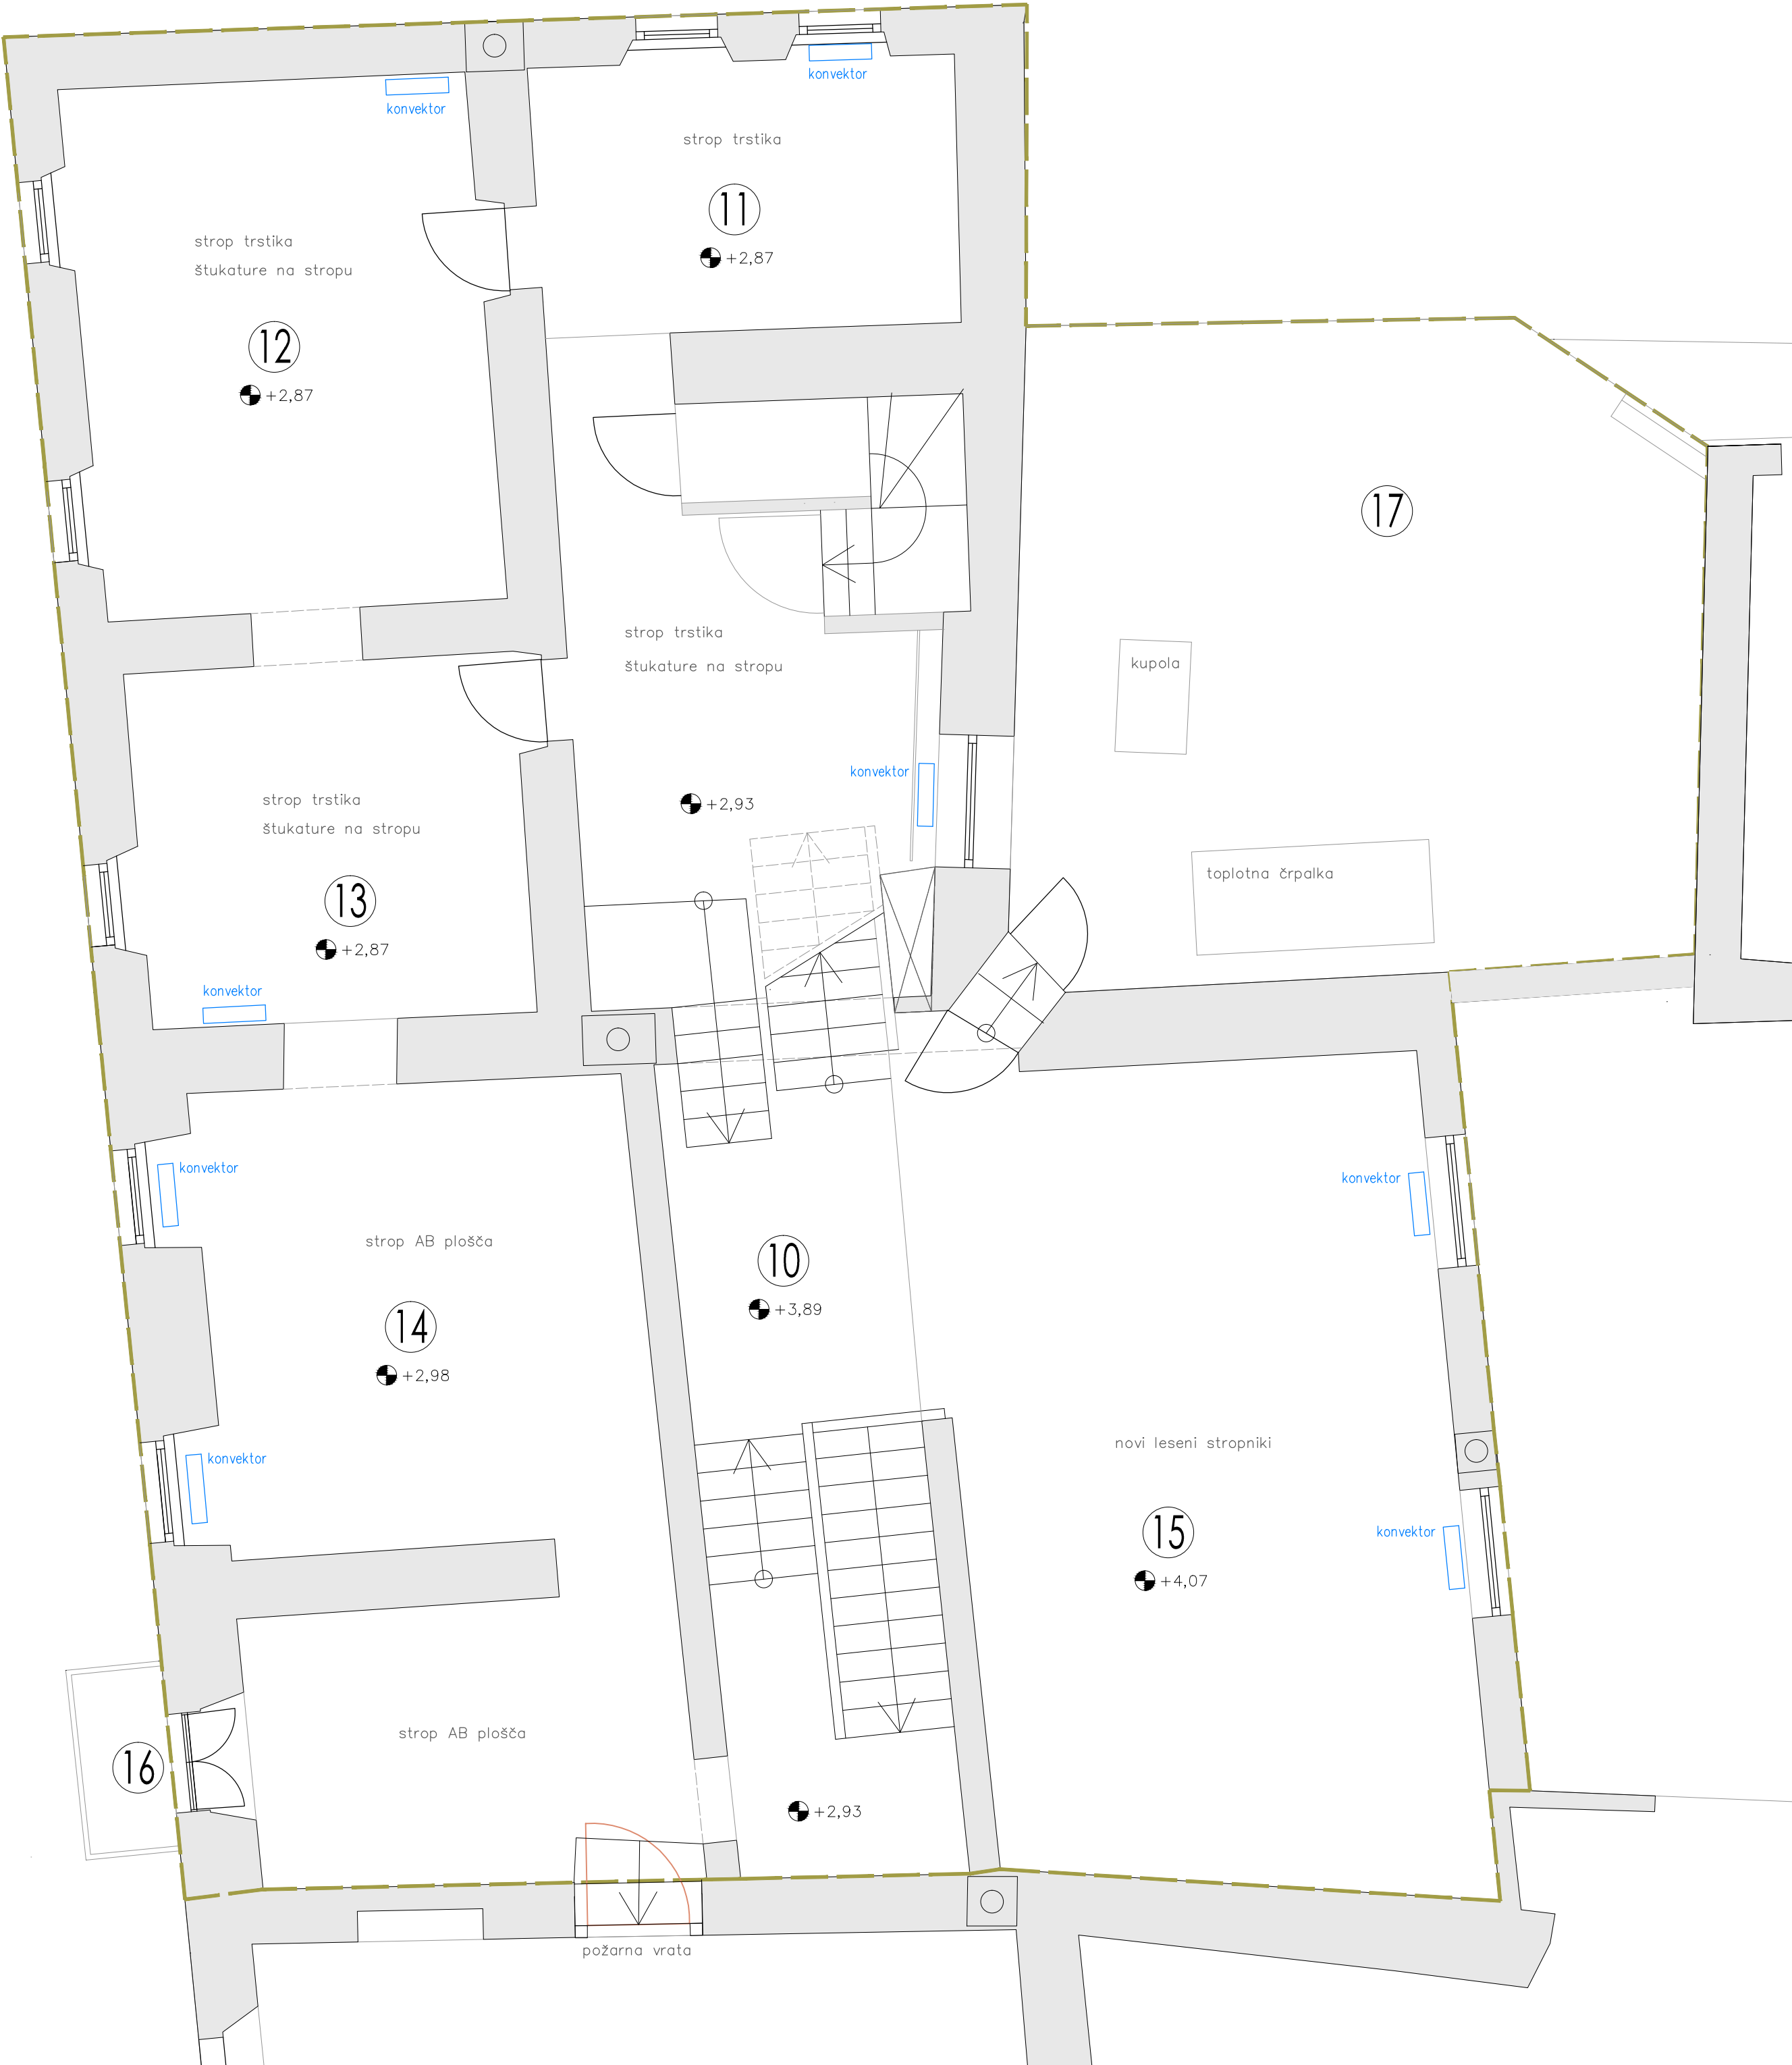 konvektor
konvektor
strop trstika
11
+2,87
strop trstika
štukature na stropu
12
+2,87
17
strop trstika
štukature na stropu
kupola
konvektor
+2,93
strop trstika
štukature na stropu
13
+2,87
toplotna črpalka
konvektor
konvektor
konvektor
strop AB plošča
10
+3,89
14
+2,98
novi leseni stropniki
konvektor
15
+4,07
konvektor
strop AB plošča
16
+2,93
požarna vrata